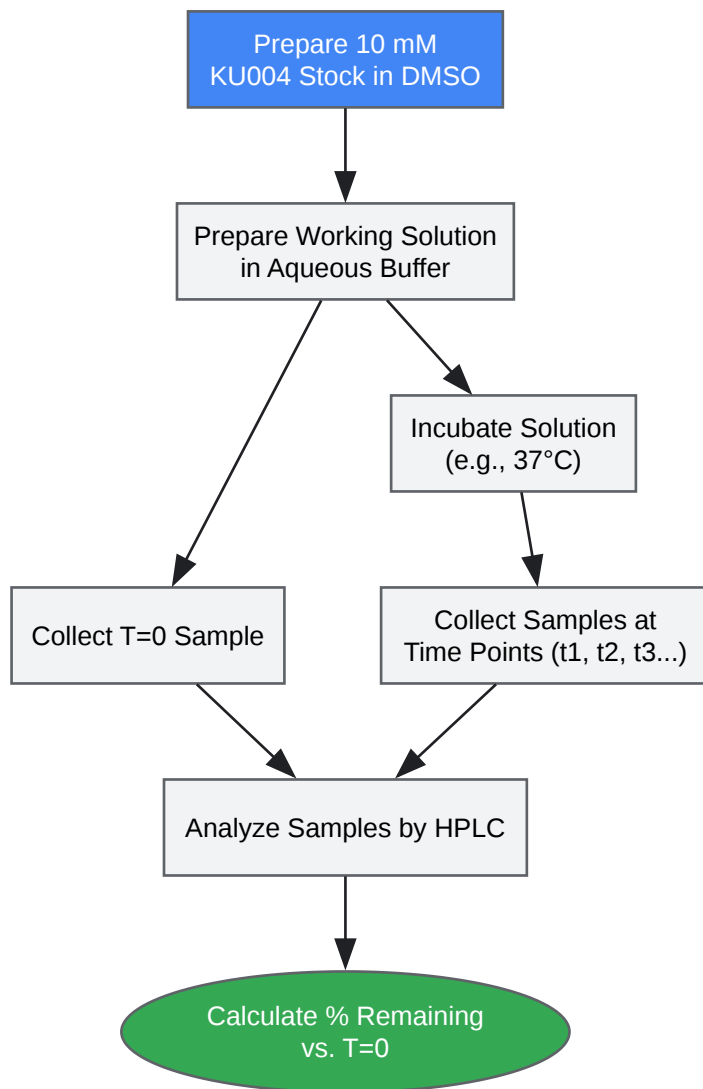 Prepare 10 mM
KU004 Stock in DMSO
Prepare Working Solution
in Aqueous Buffer
Incubate Solution
(e.g., 37°C)
Collect T=0 Sample
Collect Samples at
Time Points (t1, t2, t3...)
Analyze Samples by HPLC
Calculate % Remaining
vs. T=0